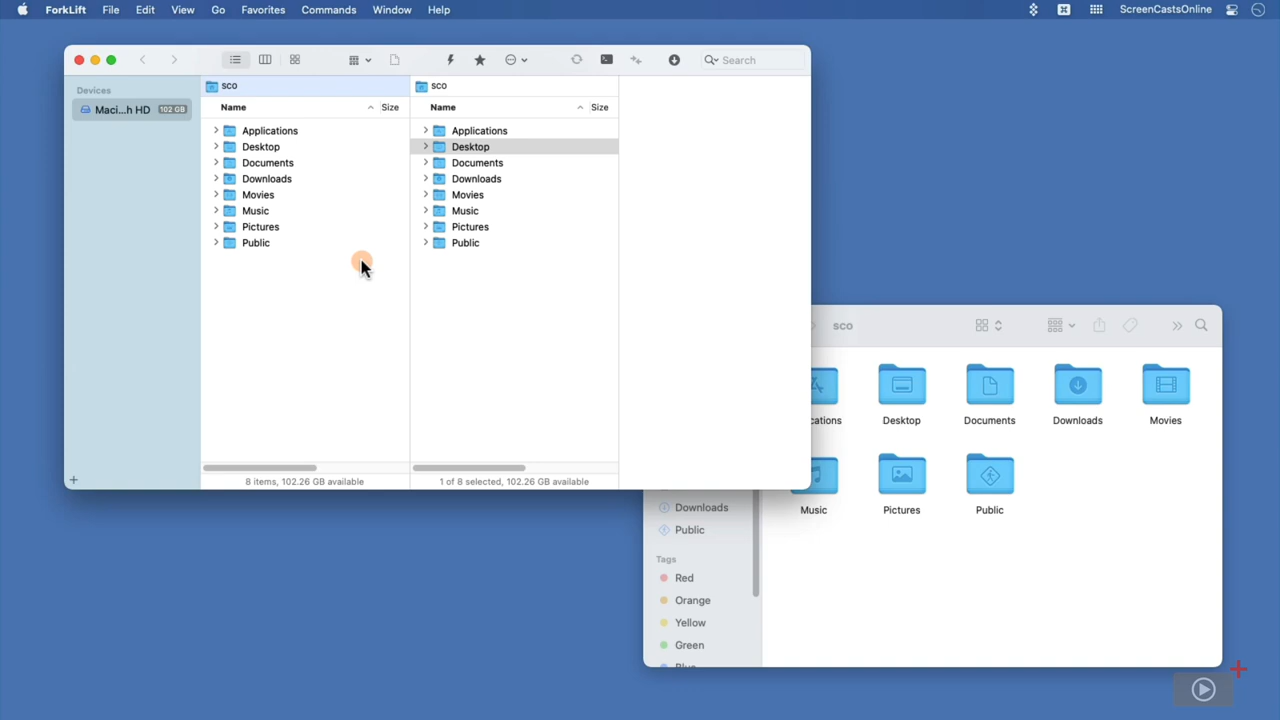 ForkLift File Edit View Go Favorites Commands Window Help ScreenCastsOnline
Search
Devices
Maci...h HD 102 GB
sco
Name Size
Applications
Desktop
Documents
Downloads
Movies
Music
Pictures
Public
8 items, 102.26 GB available
sco
Name Size
Applications
Desktop
Documents
Downloads
Movies
Music
Pictures
Public
1 of 8 selected, 102.26 GB available
sco
cations Desktop Documents Downloads Movies
Music Pictures Public
Downloads
Public
Tags
Red
Orange
Yellow
Green